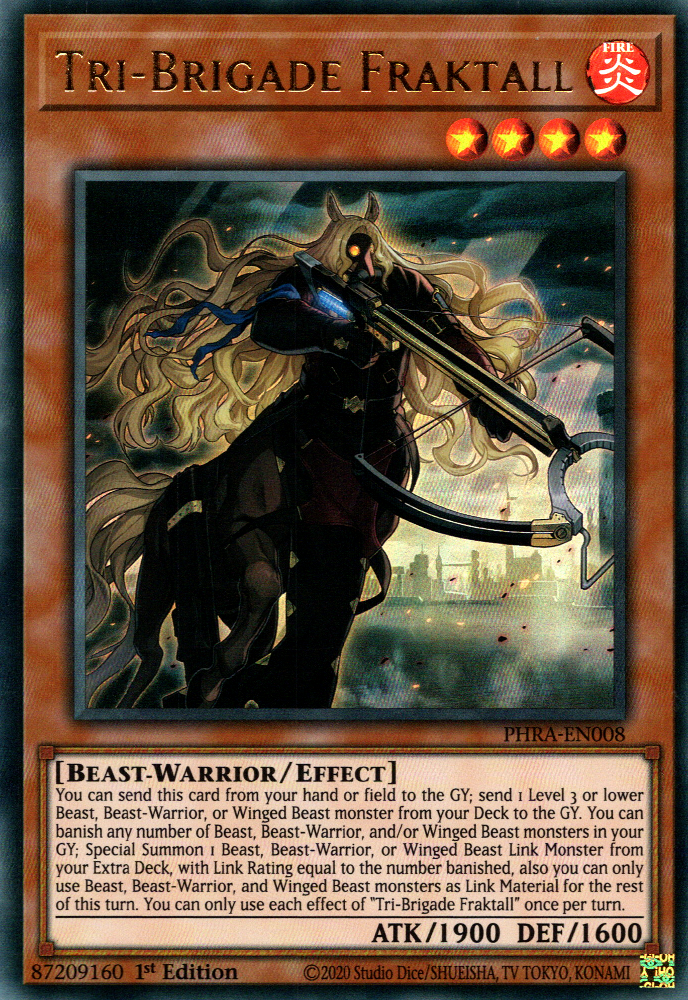 TRI-BRIGADE FRAKTALL
FIRE
炎
PHRA-EN008
[BEAST-WARRIOR/EFFECT]
You can send this card from your hand or field to the GY; send 1 Level 3 or lower
Beast, Beast-Warrior, or Winged Beast monster from your Deck to the GY. You can
banish any number of Beast, Beast-Warrior, and/or Winged Beast monsters in your
GY; Special Summon 1 Beast, Beast-Warrior, or Winged Beast Link Monster from
your Extra Deck, with Link Rating equal to the number banished, also you can only
use Beast, Beast-Warrior, and Winged Beast monsters as Link Material for the rest
of this turn. You can only use each effect of "Tri-Brigade Fraktall" once per turn.
ATK/1900 DEF/1600
87209160 1st Edition ©2020 Studio Dice/SHUEISHA, TV TOKYO, KONAMI